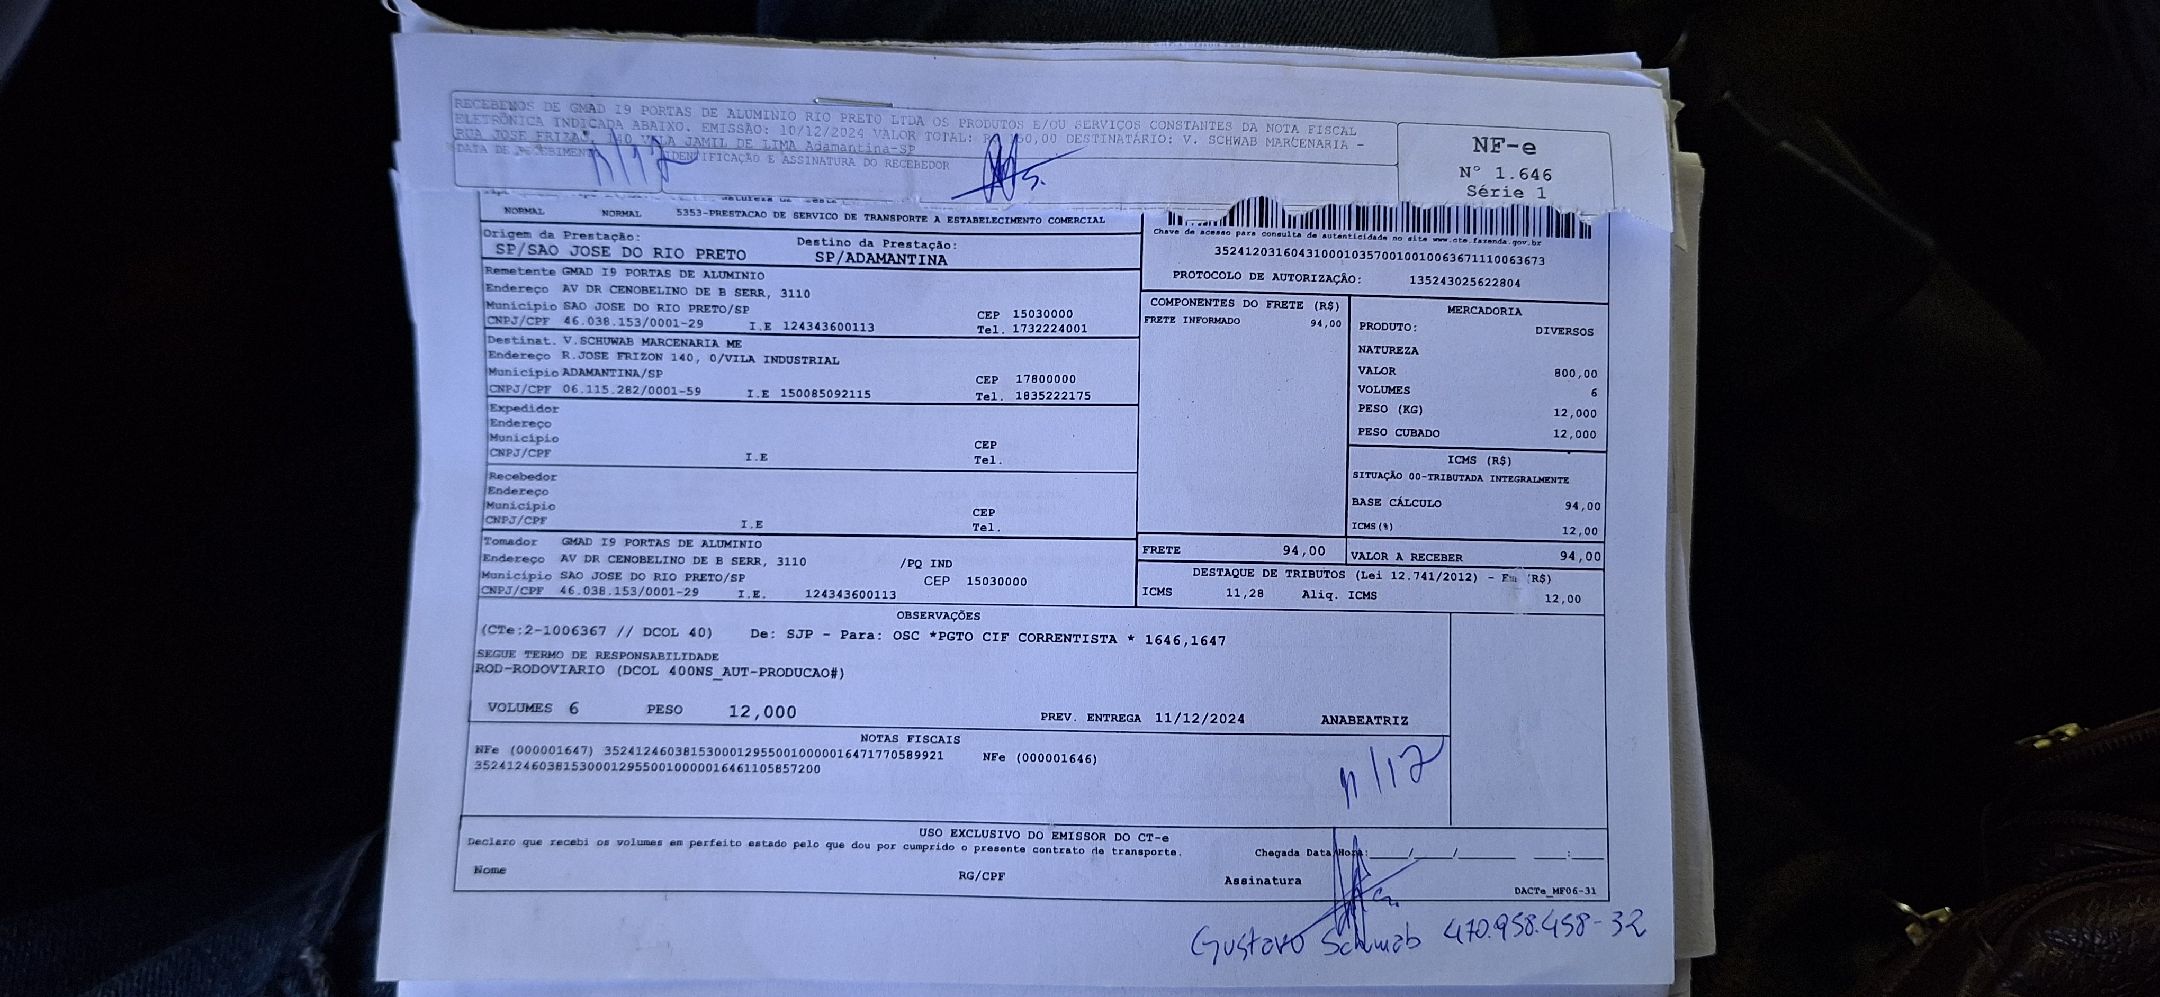 RECEBEMOS DE GMAD I9 PORTAS DE ALUMINIO RIO PRETO LTDA OS PRODUTOS E/OU SERVIÇOS CONSTANTES DA NOTA FISCAL
ELETRÔNICA INDICADA ABAIXO. EMISSÃO: 10/12/2024 VALOR TOTAL: 60,00 DESTINATÁRIO: V. SCHWAB MARCENARIA -
RUA JOSE 140 VILA JAMIL DE LIMA Adamantina-SP
DATA DE RECEBIMENTO IDENTIFICAÇÃO E ASSINATURA DO RECEBEDOR
11/12
NF-e
N° 1.646
Série 1
NORMAL NORMAL 5353-PRESTACAO DE SERVICO DE TRANSPORTE A ESTABELECIMENTO COMERCIAL
Chave de acesso para consulta de autenticidade no site www.cte.fazenda.gov.br
35241203160431000103570010010063671110063673
PROTOCOLO DE AUTORIZAÇÃO: 135243025622804
Origem da Prestação: Destino da Prestação:
SP/SAO JOSE DO RIO PRETO SP/ADAMANTINA
Remetente GMAD I9 PORTAS DE ALUMINIO
Endereço AV DR CENOBELINO DE B SERR, 3110
Município SAO JOSE DO RIO PRETO/SP CEP 15030000
CNPJ/CPF 46.038.153/0001-29 I.E 124343600113 Tel. 1732224001
Destinat. V.SCHUWAB MARCENARIA ME
Endereço R.JOSE FRIZON 140, 0/VILA INDUSTRIAL
Município ADAMANTINA/SP CEP 17800000
CNPJ/CPF 06.115.282/0001-59 I.E 150085092115 Tel. 1835222175
Expedidor
Endereço
Município CEP
CNPJ/CPF I.E Tel.
Recebedor
Endereço
Município CEP
CNPJ/CPF I.E Tel.
Tomador GMAD I9 PORTAS DE ALUMINIO
Endereço AV DR CENOBELINO DE B SERR, 3110 /PQ IND
Município SAO JOSE DO RIO PRETO/SP CEP 15030000
CNPJ/CPF 46.038.153/0001-29 I.E. 124343600113
COMPONENTES DO FRETE (R$)
FRETE INFORMADO 94,00
MERCADORIA
PRODUTO: DIVERSOS
NATUREZA
VALOR 800,00
VOLUMES 6
PESO (KG) 12,000
PESO CUBADO 12,000
ICMS (R$)
SITUAÇÃO 00-TRIBUTADA INTEGRALMENTE
BASE CÁLCULO 94,00
ICMS(%) 12,00
FRETE 94,00 VALOR A RECEBER 94,00
DESTAQUE DE TRIBUTOS (Lei 12.741/2012) - Em (R$)
ICMS 11,28 Aliq. ICMS 12,00
OBSERVAÇÕES
(CTe:2-1006367 // DCOL 40) De: SJP - Para: OSC *PGTO CIF CORRENTISTA * 1646,1647
SEGUE TERMO DE RESPONSABILIDADE
ROD-RODOVIARIO (DCOL 400NS_AUT-PRODUCAO#)
VOLUMES 6 PESO 12,000 PREV. ENTREGA 11/12/2024 ANABEATRIZ
NOTAS FISCAIS
NFe (000001647) 35241246038153000129550010000016471770589921 NFe (000001646)
35241246038153000129550010000016461105857200
11/12
USO EXCLUSIVO DO EMISSOR DO CT-e
Declaro que recebi os volumes em perfeito estado pelo que dou por cumprido o presente contrato de transporte. Chegada Data/Hora:____/____/______ ____:____
Nome RG/CPF Assinatura DACTe_MF06-31
Gustavo Schwab 470.958.458-32